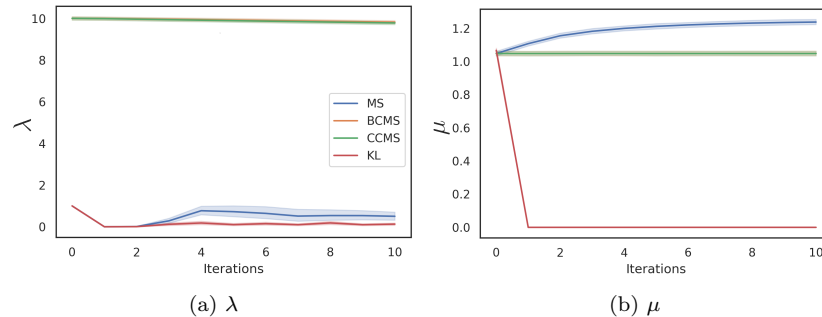 10
8
6
4
2
0
λ
MS
BCMS
CCMS
KL
0 2 4 6 8 10
Iterations
(a) λ
1.2
1.0
0.8
0.6
0.4
0.2
0.0
μ
0 2 4 6 8 10
Iterations
(b) μ